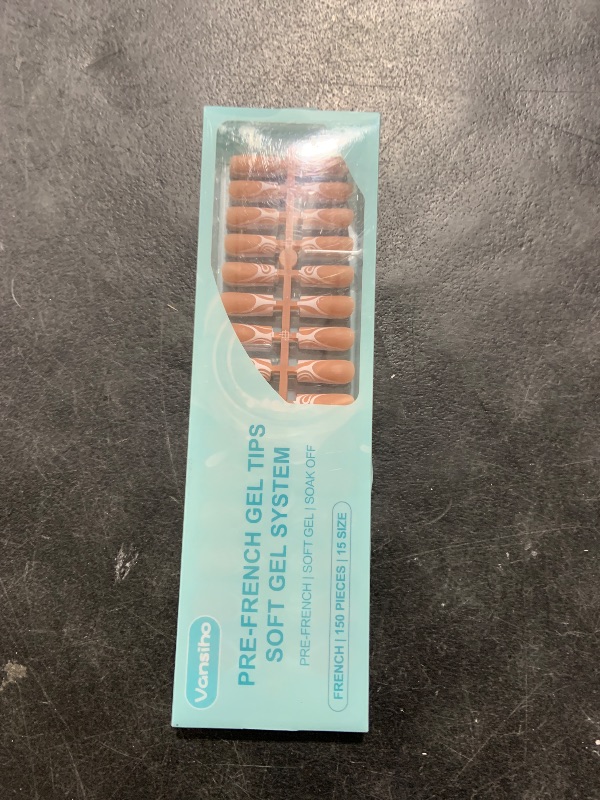 Vansiho
PRE-FRENCH GEL TIPS
SOFT GEL SYSTEM
PRE-FRENCH | SOFT GEL | SOAK OFF
FRENCH | 150 PIECES | 15 SIZE